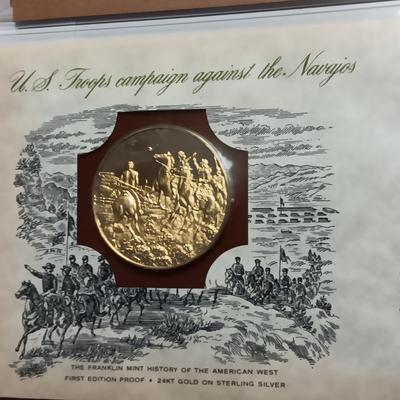 U.S. Troops campaign against the Navajos
THE FRANKLIN MINT HISTORY OF THE AMERICAN WEST
FIRST EDITION PROOF • 24KT GOLD ON STERLING SILVER